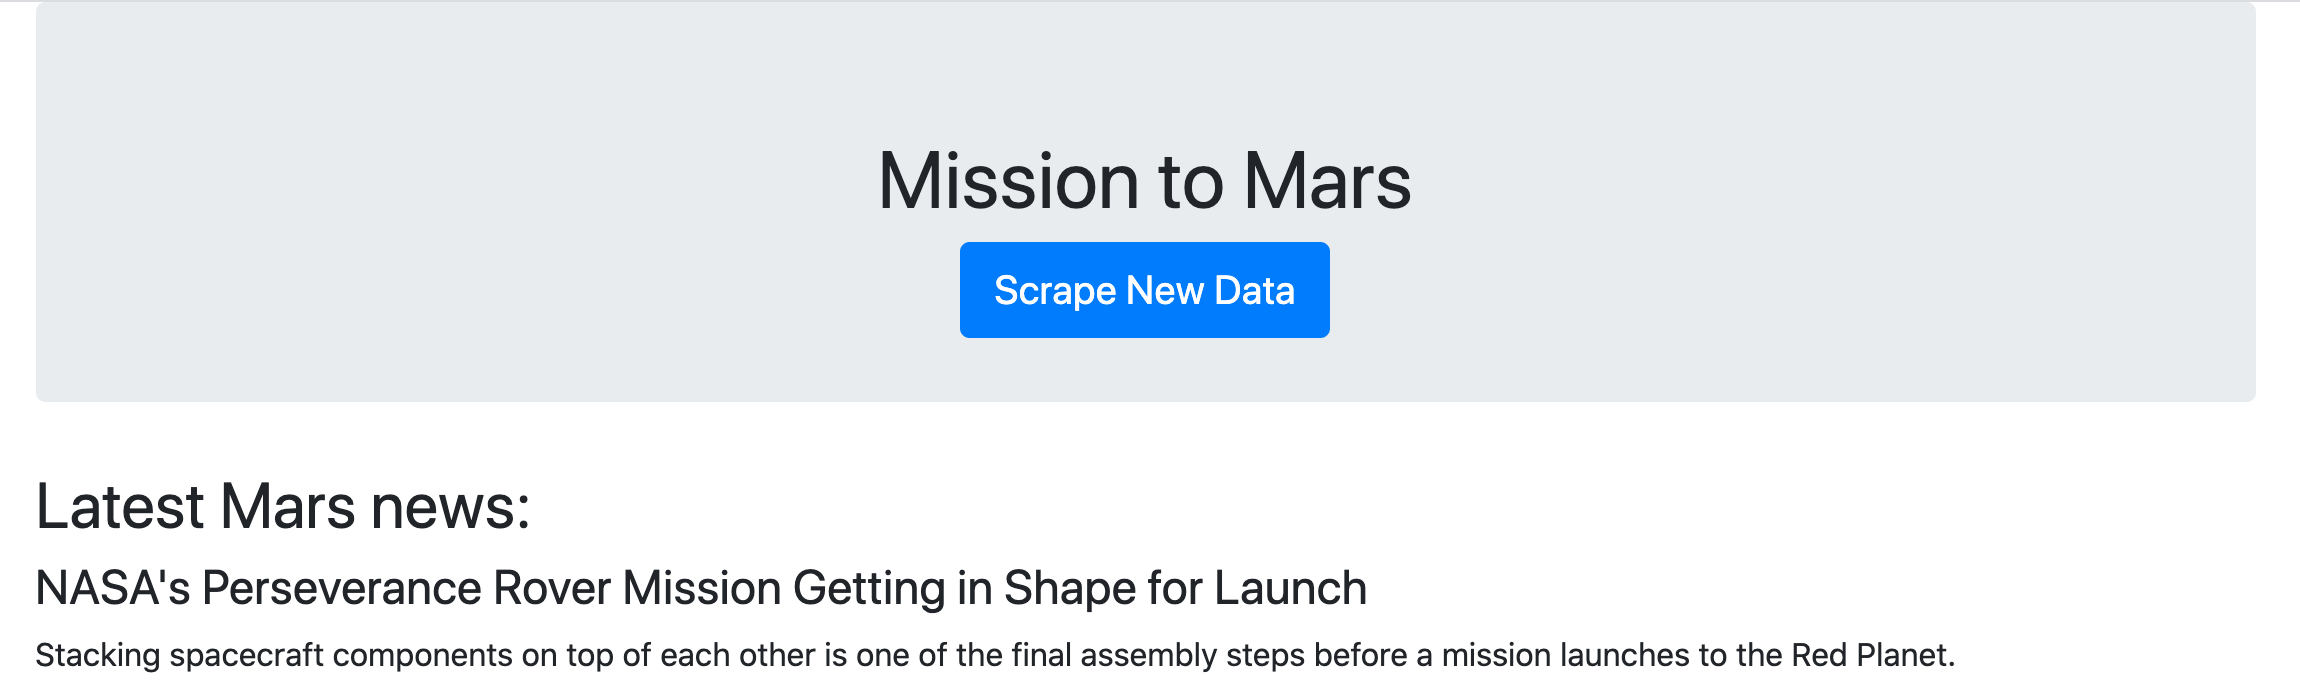 Mission to Mars
Scrape New Data
Latest Mars news:
NASA's Perseverance Rover Mission Getting in Shape for Launch
Stacking spacecraft components on top of each other is one of the final assembly steps before a mission launches to the Red Planet.